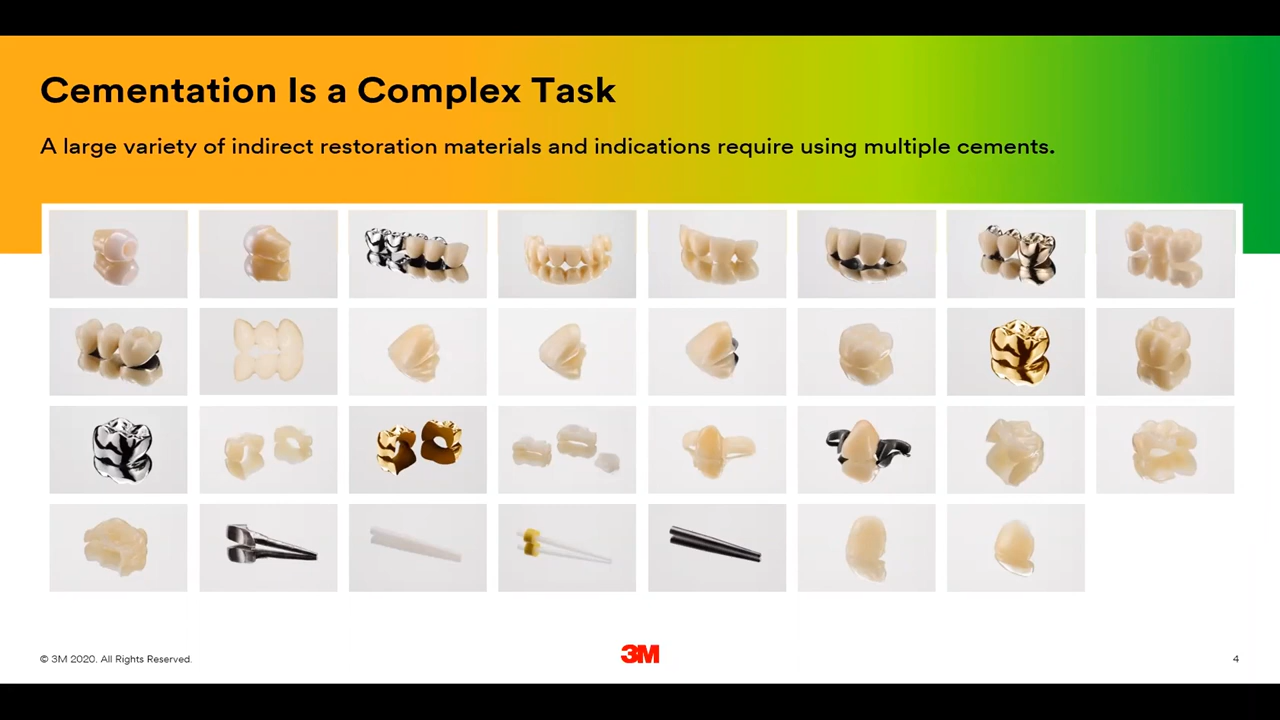 Cementation Is a Complex Task
A large variety of indirect restoration materials and indications require using multiple cements.
© 3M 2020. All Rights Reserved.
3M
4